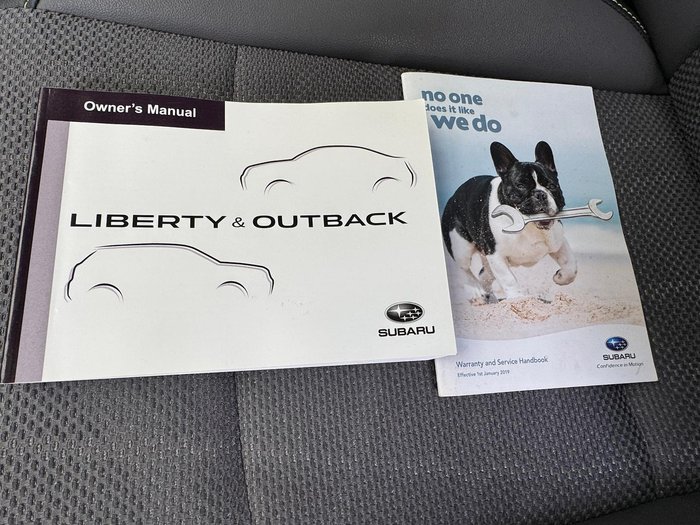 Owner's Manual
LIBERTY & OUTBACK
SUBARU
no one
does it like
we do
Warranty and Service Handbook
Effective 1st January 2019
SUBARU
Confidence in Motion